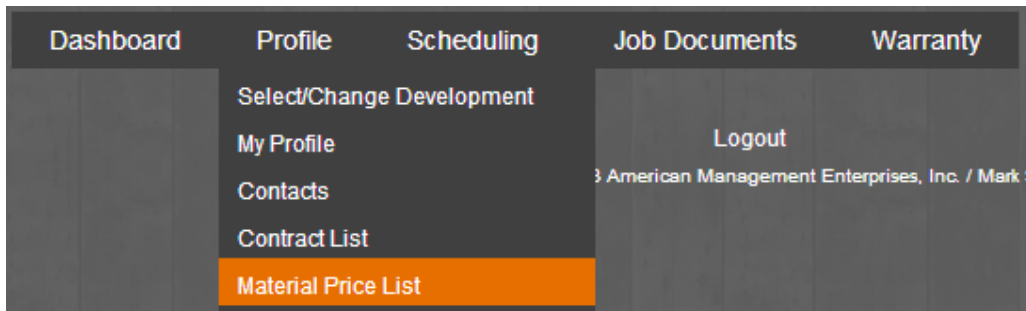 Dashboard Profile Scheduling Job Documents Warranty
Select/Change Development
My Profile
Logout
American Management Enterprises, Inc. / Mark
Contacts
Contract List
Material Price List